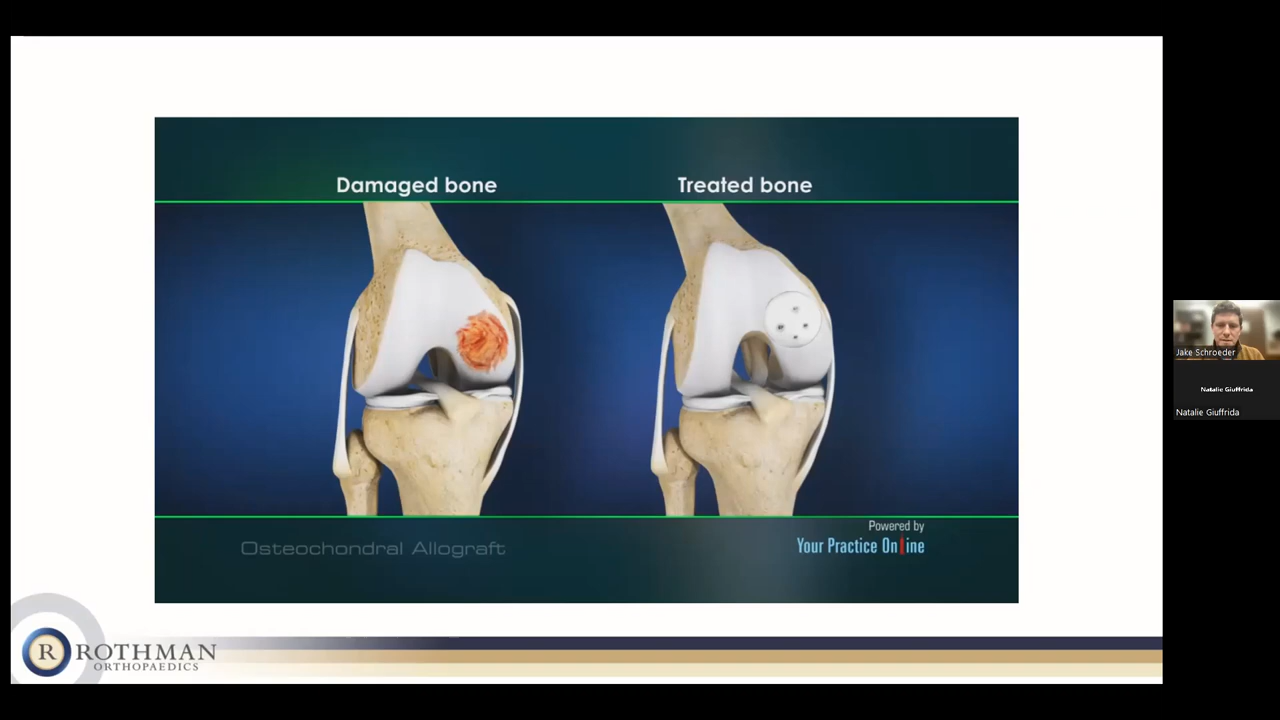 Damaged bone
Treated bone
Osteochondral Allograft
Powered by
Your Practice Online
R ROTHMAN
ORTHOPAEDICS
Jake Schroeder
Natalie Giuffrida
Natalie Giuffrida